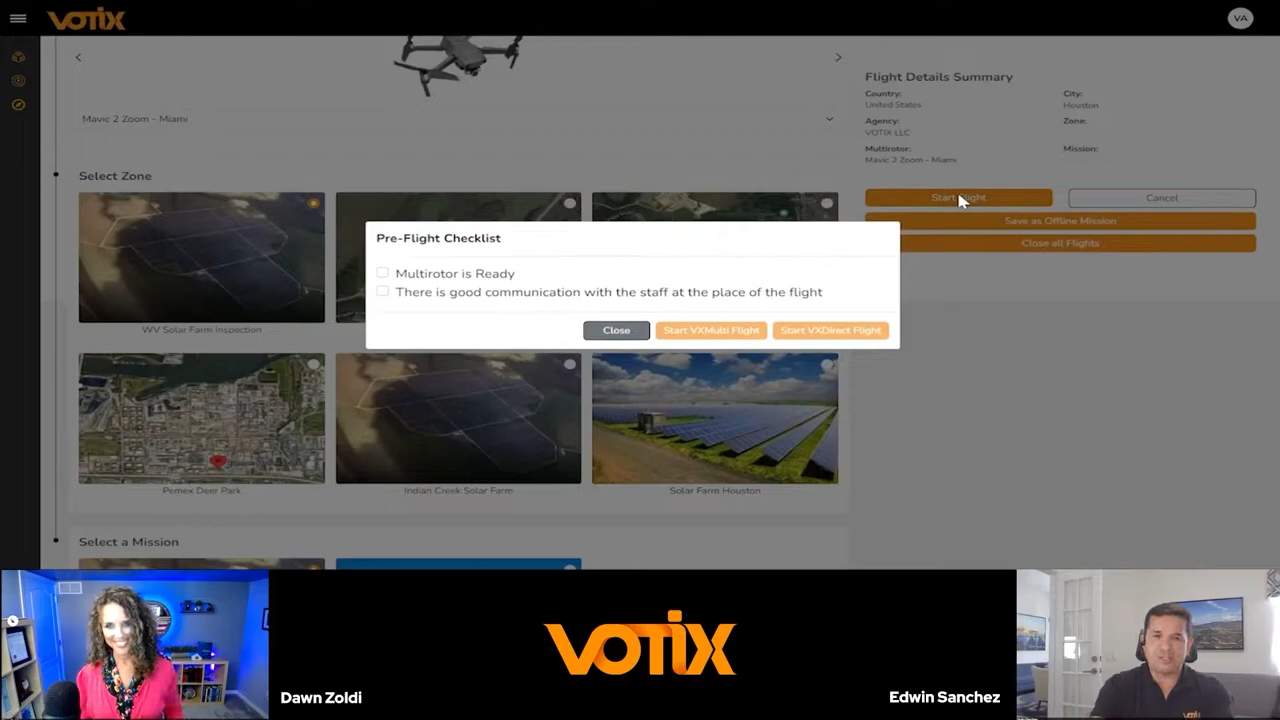 VOTIX
VA
Mavic 2 Zoom - Miami
Flight Details Summary
Country:
United States
City:
Houston
Agency:
VOTIX LLC
Zone:
Multirotor:
Mavic 2 Zoom - Miami
Mission:
Start Flight
Cancel
Save as Offline Mission
Close all Flights
Select Zone
Pre-Flight Checklist
Multirotor is Ready
There is good communication with the staff at the place of the flight
Close
Start VXMulti Flight
Start VXDirect Flight
WV Solar Farm Inspection
Pemex Deer Park
Indian Creek Solar Farm
Solar Farm Houston
Select a Mission
VOTIX
Dawn Zoldi
Edwin Sanchez